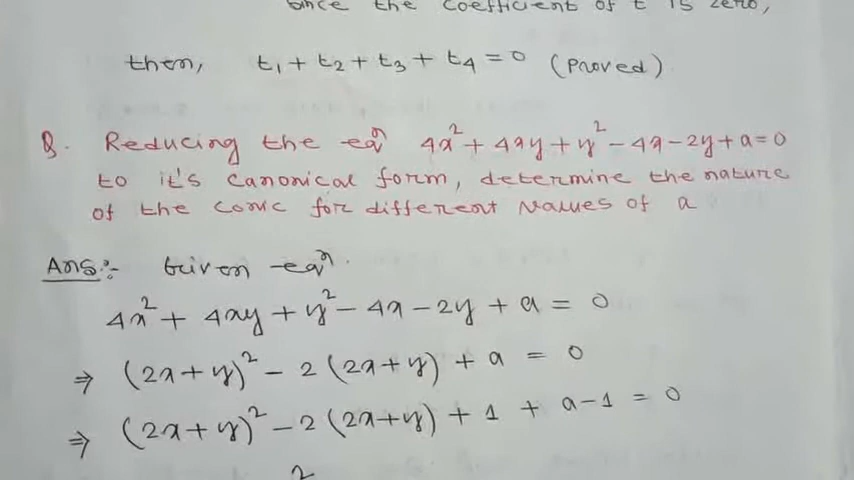 Since the coefficient of t is zero,
then, t₁ + t₂ + t₃ + t₄ = 0 (Proved)
Q. Reducing the eqⁿ 4x² + 4xy + y² - 4x - 2y + a = 0
to it's canonical form, determine the nature
of the conic for different values of a
Ans:- Given eqⁿ.
4x² + 4xy + y² - 4x - 2y + a = 0
⇒ (2x + y)² - 2 (2x + y) + a = 0
⇒ (2x + y)² - 2 (2x + y) + 1 + a - 1 = 0
2